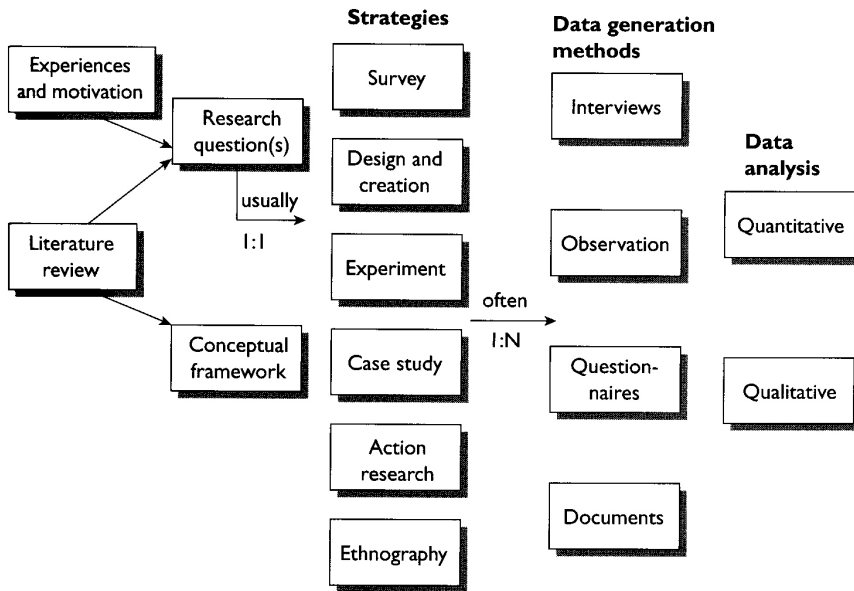 Experiences
and motivation
Literature
review
Research
question(s)
usually
1:1
Conceptual
framework
Strategies
Survey
Design and
creation
Experiment
Case study
Action
research
Ethnography
often
1:N
Data generation
methods
Interviews
Observation
Question-
naires
Documents
Data
analysis
Quantitative
Qualitative